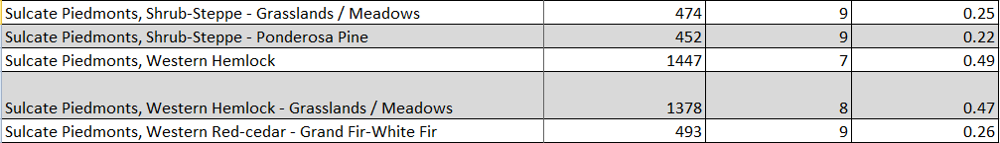 Sulcate Piedmonts, Shrub-Steppe - Grasslands / Meadows 474 9 0.25
Sulcate Piedmonts, Shrub-Steppe - Ponderosa Pine 452 9 0.22
Sulcate Piedmonts, Western Hemlock 1447 7 0.49
Sulcate Piedmonts, Western Hemlock - Grasslands / Meadows 1378 8 0.47
Sulcate Piedmonts, Western Red-cedar - Grand Fir-White Fir 493 9 0.26